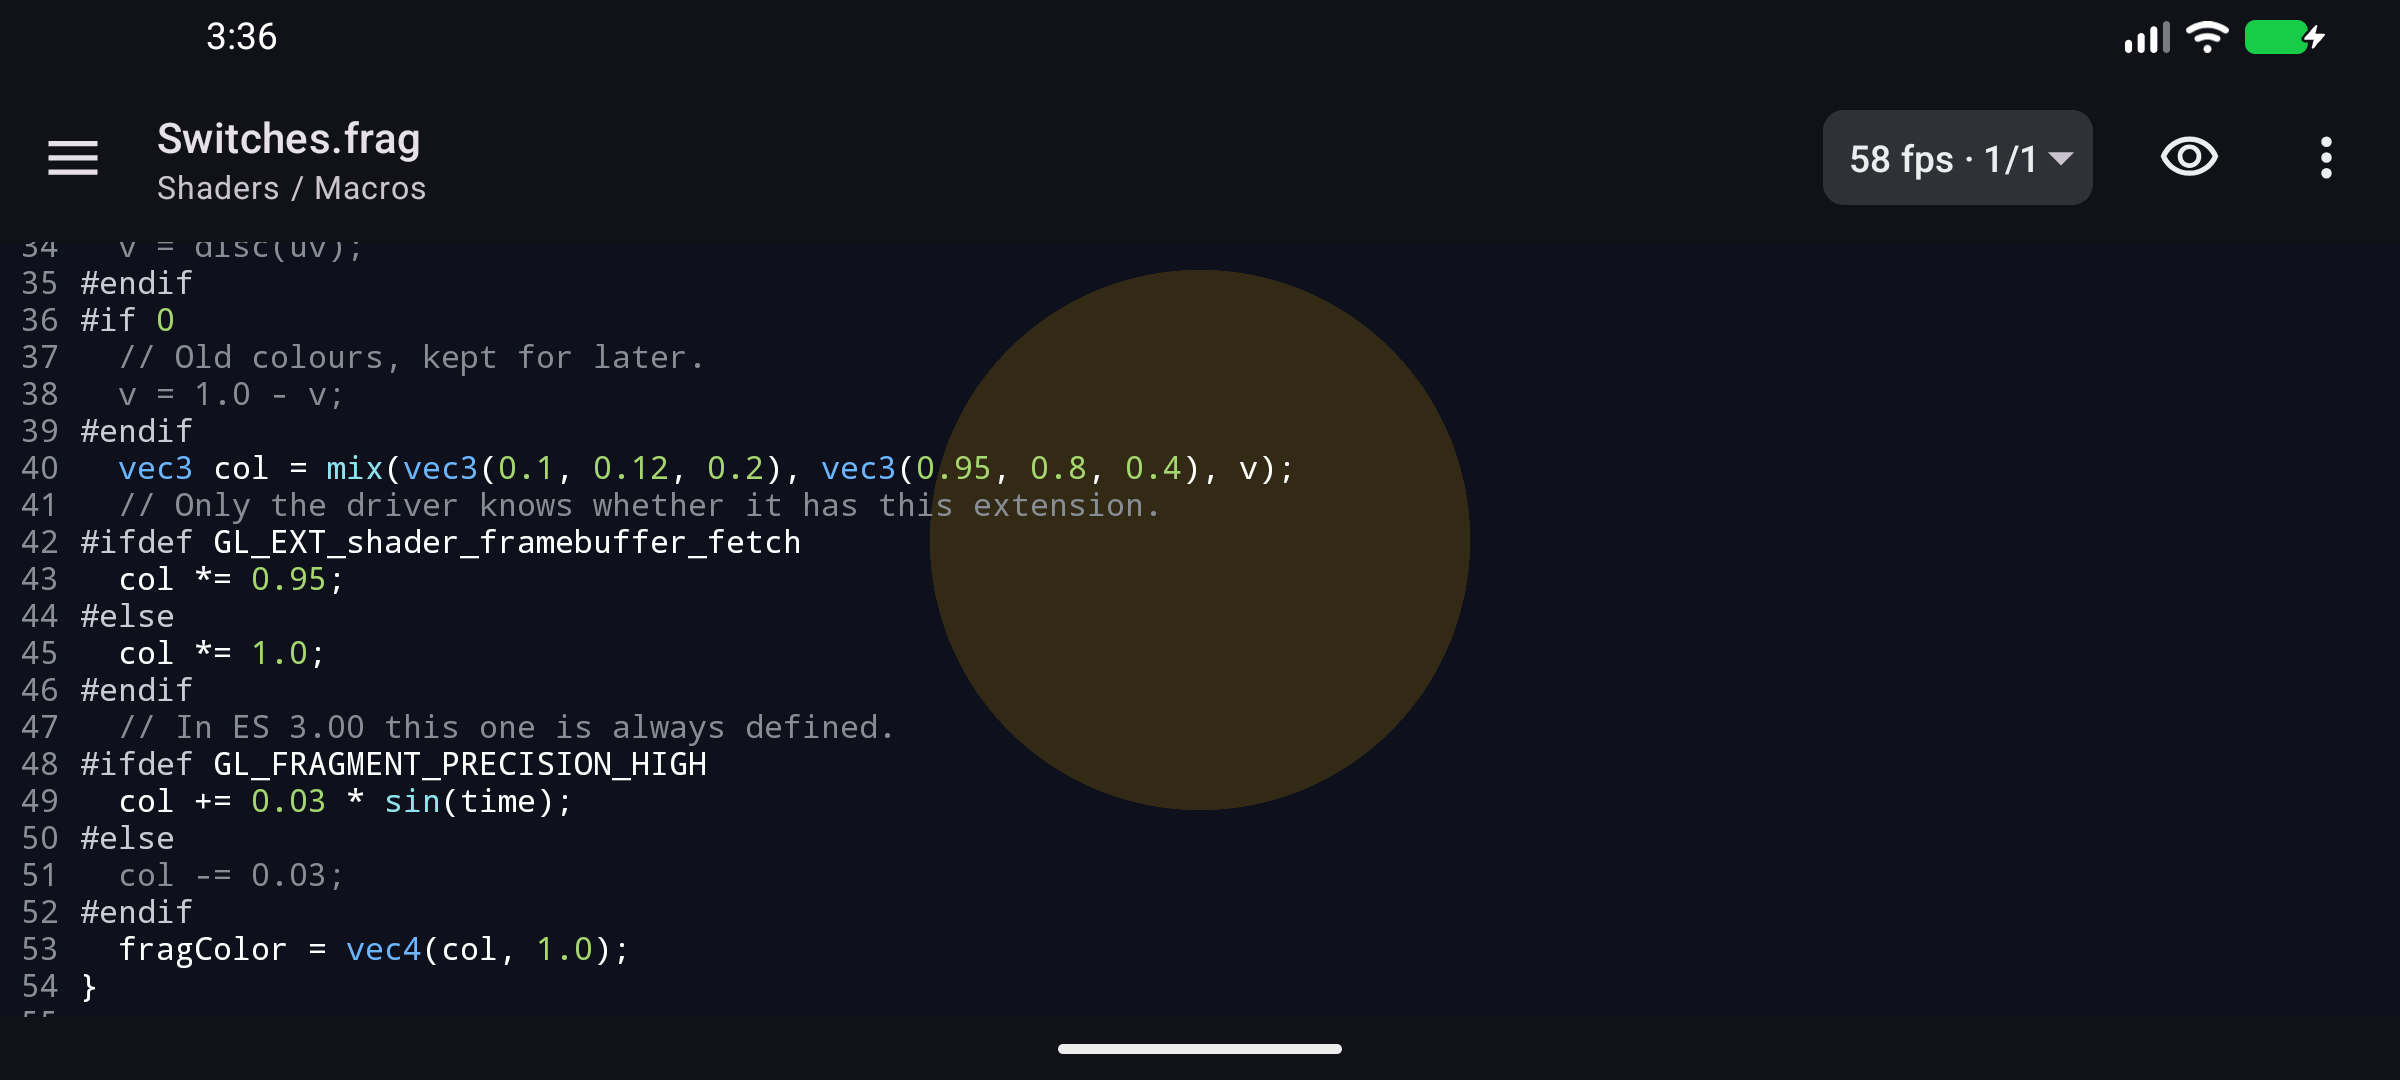 3:36
Switches.frag
Shaders / Macros
58 fps · 1/1
34   v = disc(uv);
35 #endif
36 #if 0
37   // Old colours, kept for later.
38   v = 1.0 - v;
39 #endif
40   vec3 col = mix(vec3(0.1, 0.12, 0.2), vec3(0.95, 0.8, 0.4), v);
41   // Only the driver knows whether it has this extension.
42 #ifdef GL_EXT_shader_framebuffer_fetch
43   col *= 0.95;
44 #else
45   col *= 1.0;
46 #endif
47   // In ES 3.00 this one is always defined.
48 #ifdef GL_FRAGMENT_PRECISION_HIGH
49   col += 0.03 * sin(time);
50 #else
51   col -= 0.03;
52 #endif
53   fragColor = vec4(col, 1.0);
54 }
55